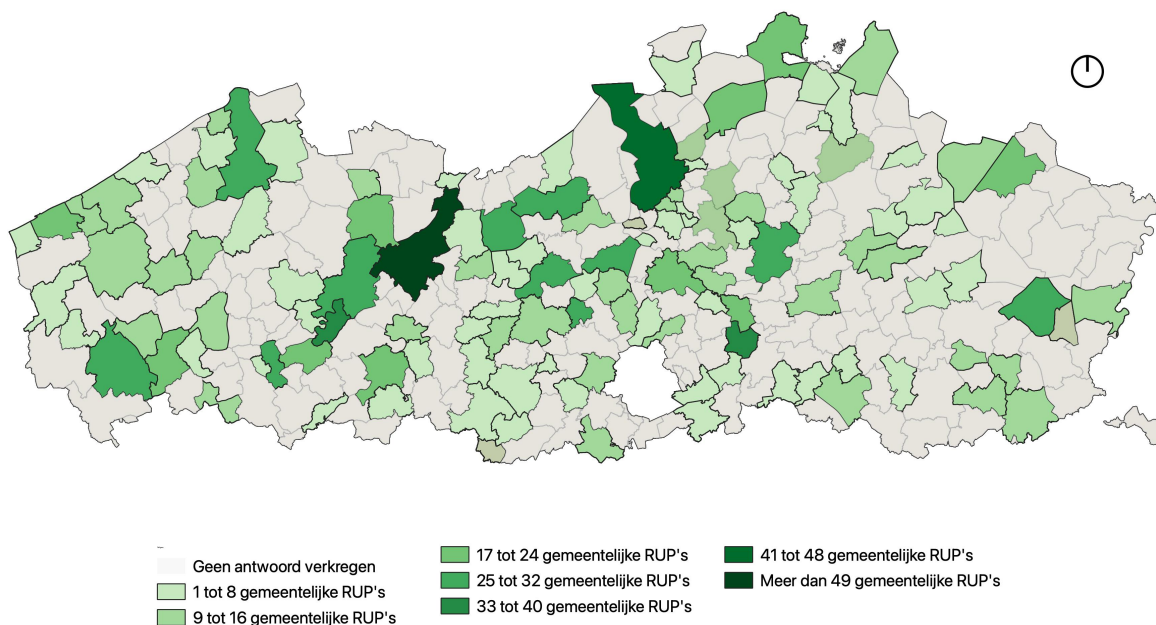 ~
Geen antwoord verkregen
1 tot 8 gemeentelijke RUP's
9 tot 16 gemeentelijke RUP's
17 tot 24 gemeentelijke RUP's
25 tot 32 gemeentelijke RUP's
33 tot 40 gemeentelijke RUP's
41 tot 48 gemeentelijke RUP's
Meer dan 49 gemeentelijke RUP's